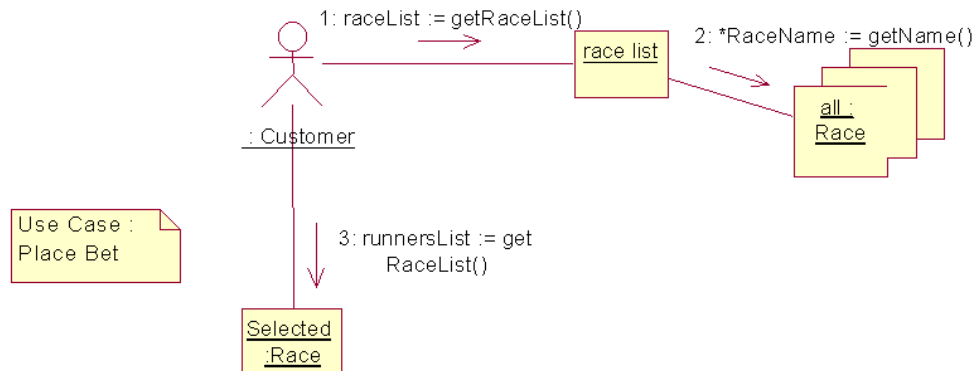 1: raceList := getRaceList()
race list
2: *RaceName := getName()
all :
Race
: Customer
Use Case :
Place Bet
3: runnersList := get
RaceList()
Selected
:Race